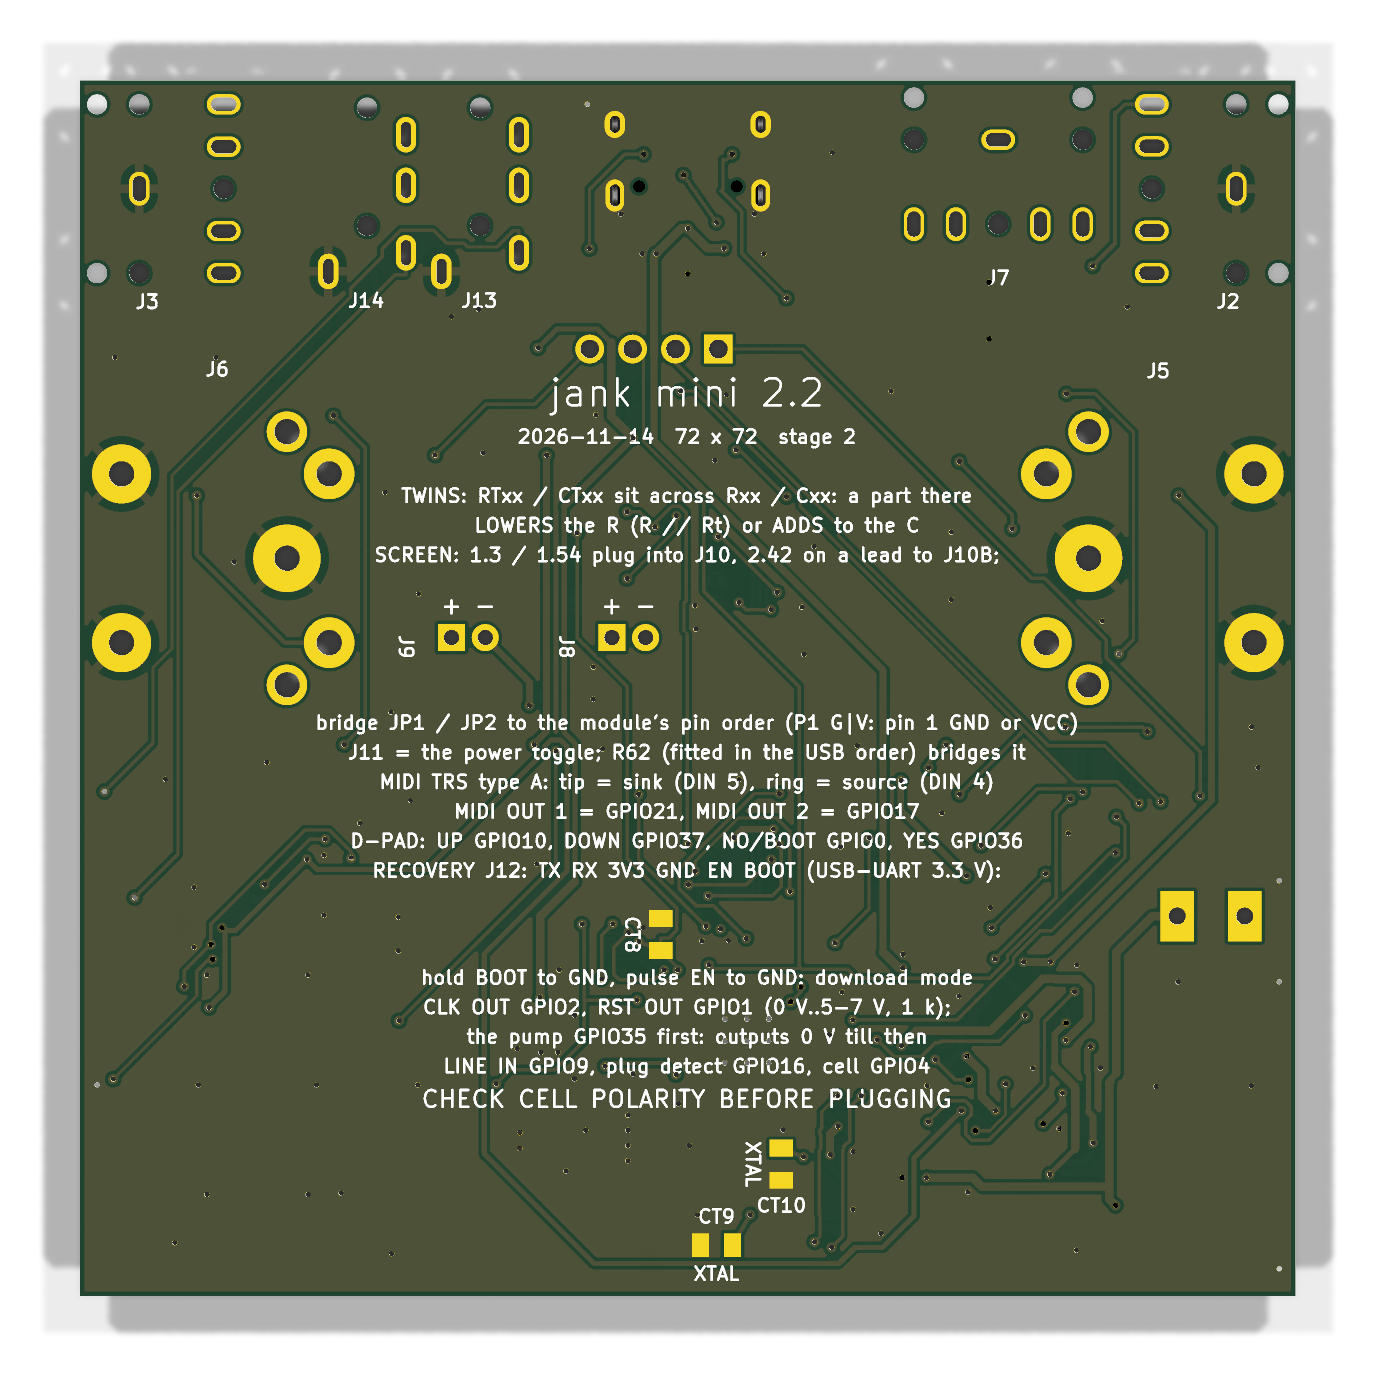 J3
J14
J13
J7
J2
J6
J5
jank mini 2.2
2026-11-14 72 x 72 stage 2
TWINS: RTxx / CTxx sit across Rxx / Cxx: a part there
LOWERS the R (R // Rt) or ADDS to the C
SCREEN: 1.3 / 1.54 plug into J10, 2.42 on a lead to J10B;
+ −
+ −
J9
J8
bridge JP1 / JP2 to the module's pin order (P1 G|V: pin 1 GND or VCC)
J11 = the power toggle; R62 (fitted in the USB order) bridges it
MIDI TRS type A: tip = sink (DIN 5), ring = source (DIN 4)
MIDI OUT 1 = GPIO21, MIDI OUT 2 = GPIO17
D-PAD: UP GPIO10, DOWN GPIO37, NO/BOOT GPIO0, YES GPIO36
RECOVERY J12: TX RX 3V3 GND EN BOOT (USB-UART 3.3 V):
CT8
hold BOOT to GND, pulse EN to GND: download mode
CLK OUT GPIO2, RST OUT GPIO1 (0 V..5-7 V, 1 k);
the pump GPIO35 first: outputs 0 V till then
LINE IN GPIO9, plug detect GPIO16, cell GPIO4
CHECK CELL POLARITY BEFORE PLUGGING
XTAL
CT10
CT9
XTAL